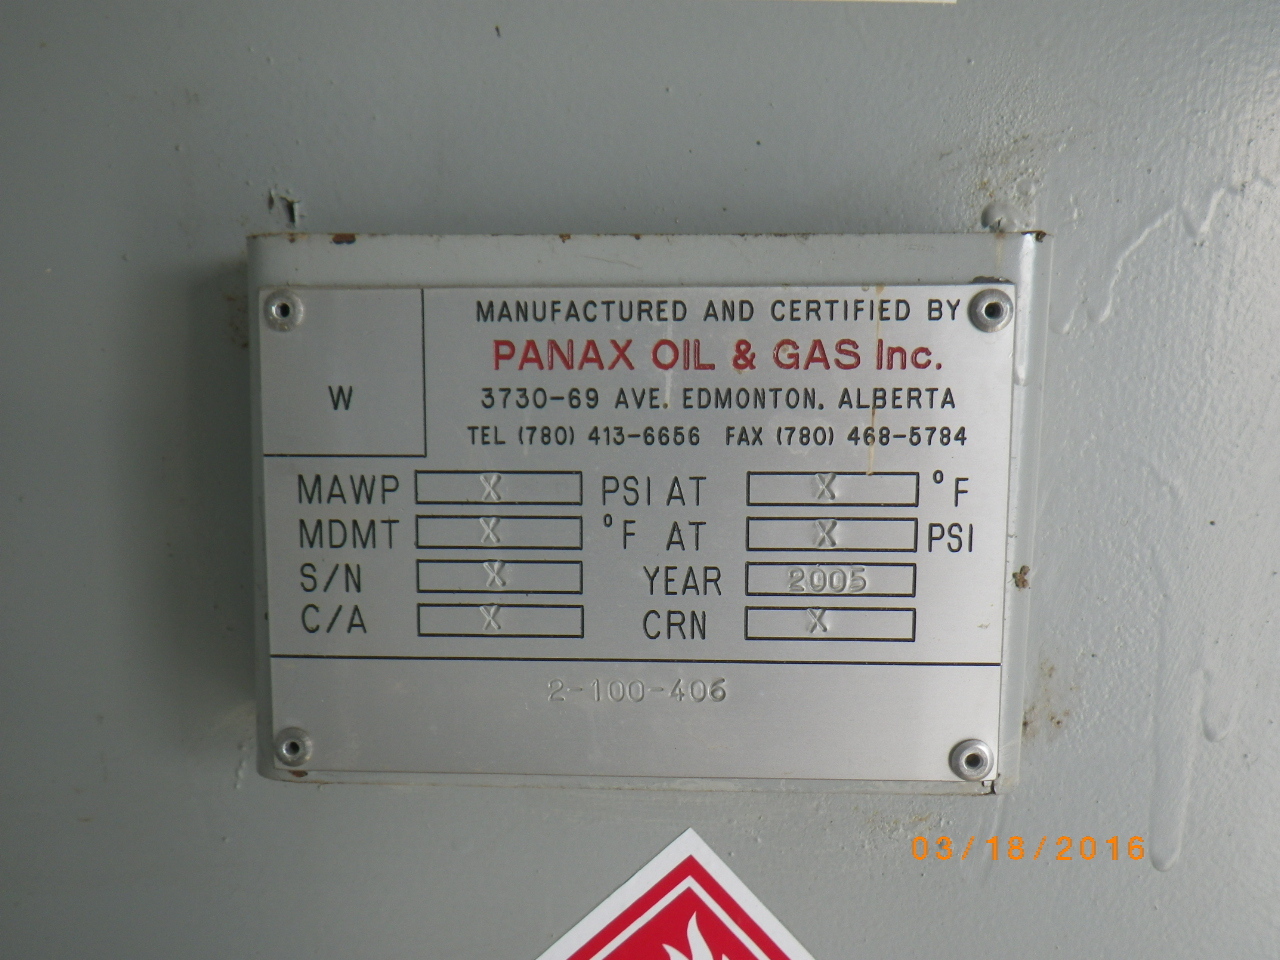 MANUFACTURED AND CERTIFIED BY
PANAX OIL & GAS Inc.
3730-69 AVE. EDMONTON. ALBERTA
TEL (780) 413-6656 FAX (780) 468-5784
W
MAWP X PSI AT X °F
MDMT X °F AT X PSI
S/N X YEAR 2005
C/A X CRN X
2-100-406
03/18/2016